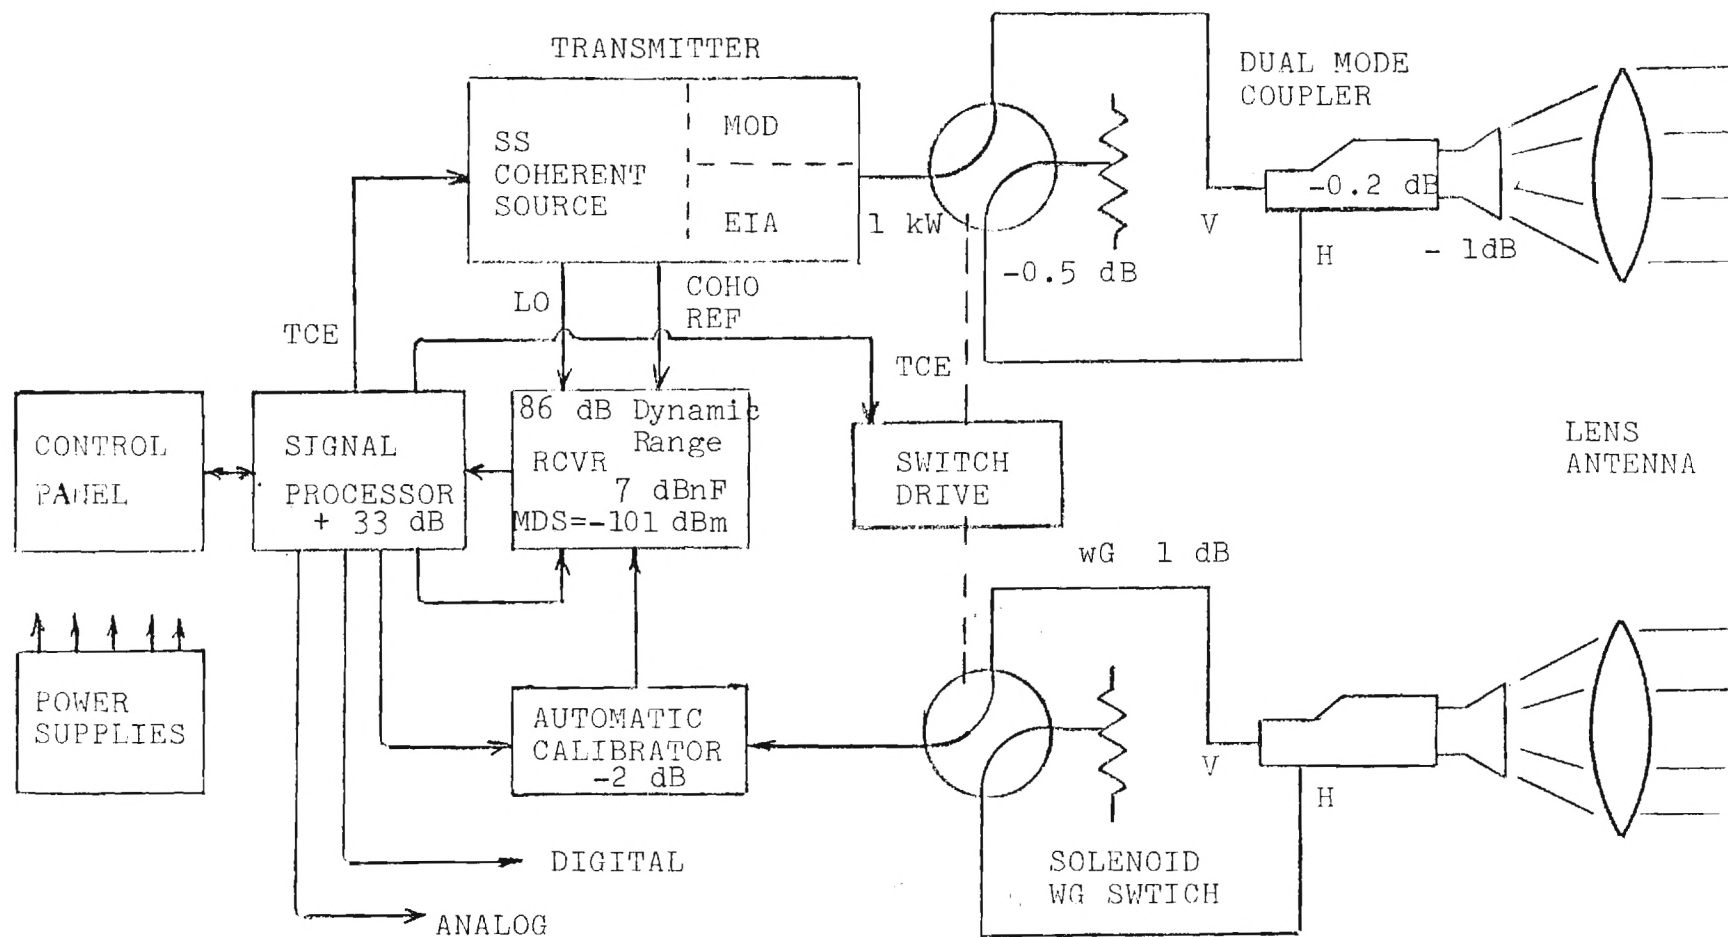 TRANSMITTER
DUAL MODE
COUPLER
SS
COHERENT
SOURCE
MOD
EIA
1 kW
-0.5 dB
V
H
-0.2 dB
- 1dB
LO
COHO
REF
TCE
TCE
CONTROL
PANEL
SIGNAL
PROCESSOR
+ 33 dB
86 dB Dynamic
Range
RCVR
7 dBnF
MDS=-101 dBm
SWITCH
DRIVE
LENS
ANTENNA
wG 1 dB
POWER
SUPPLIES
AUTOMATIC
CALIBRATOR
-2 dB
V
H
SOLENOID
WG SWTICH
DIGITAL
ANALOG